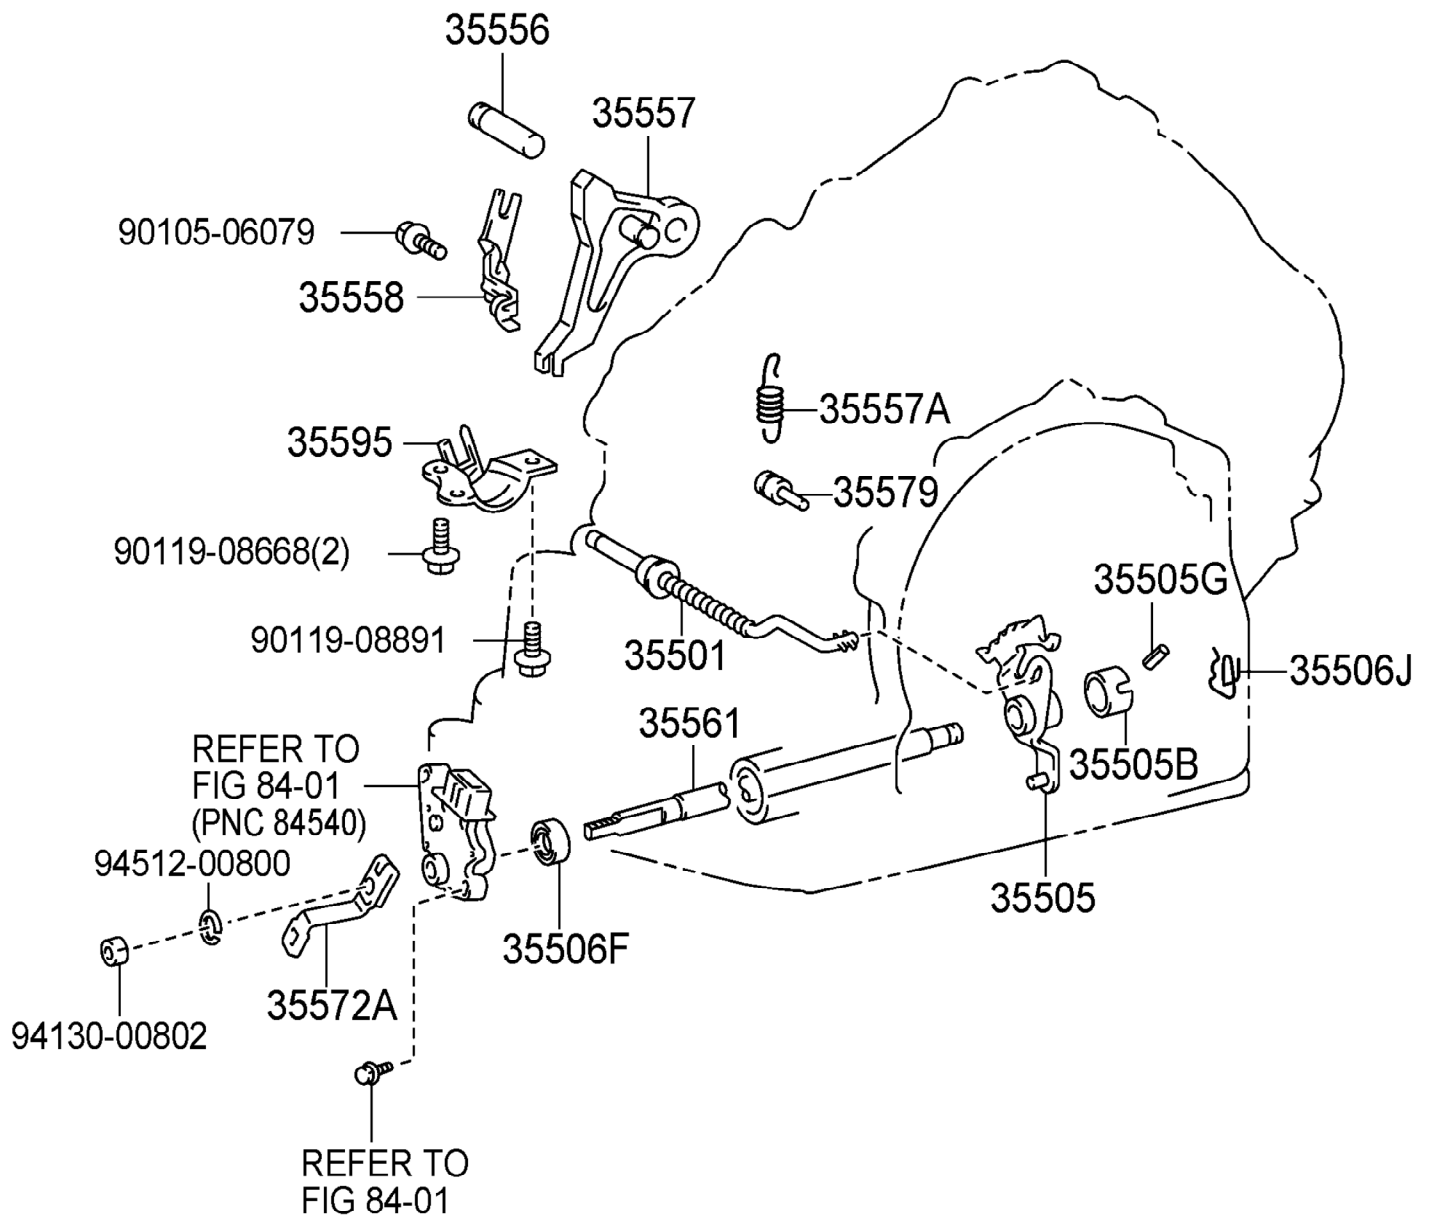 35556
35557
90105-06079
35558
35557A
35595
35579
90119-08668(2)
35505G
90119-08891
35501
35506J
35561
REFER TO
FIG 84-01
(PNC 84540)
35505B
94512-00800
35505
35506F
35572A
94130-00802
REFER TO
FIG 84-01